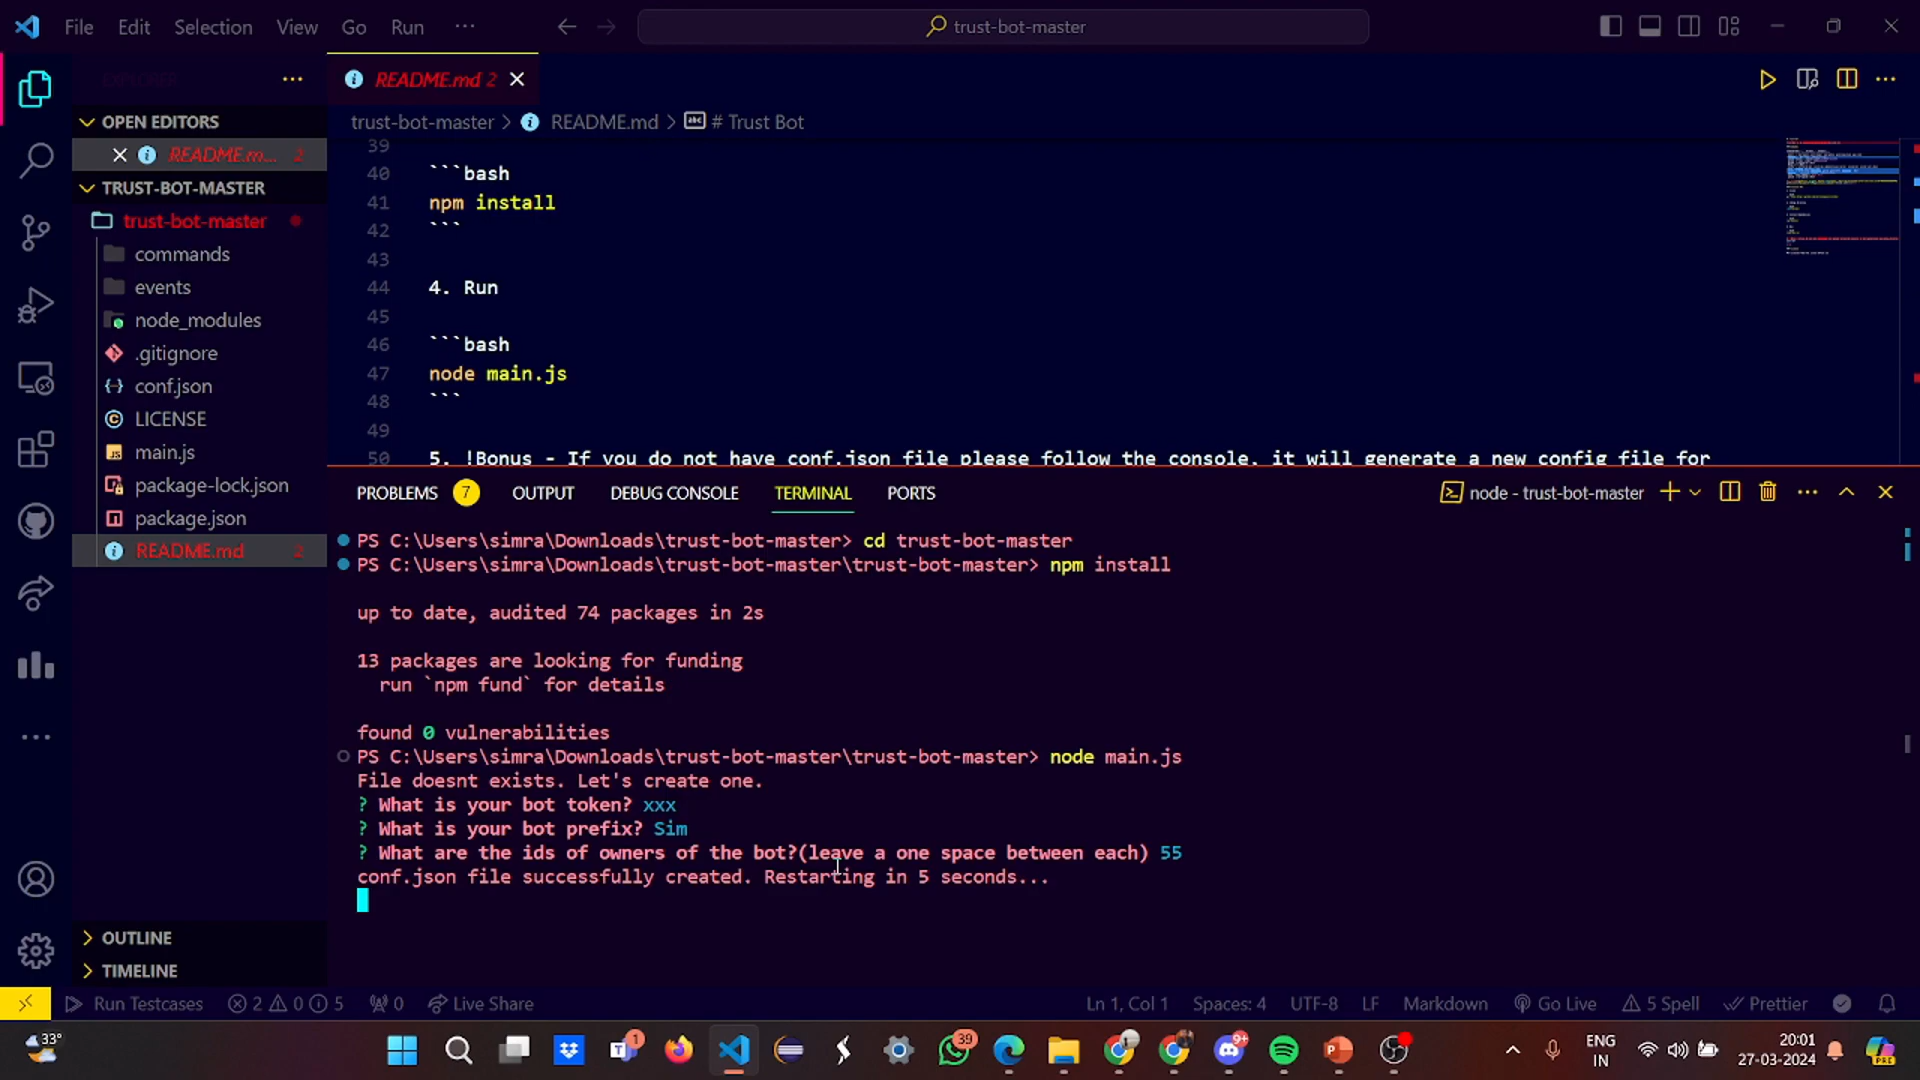 File Edit Selection View Go Run ... trust-bot-master
README.md 2
OPEN EDITORS
README.m... 2
TRUST-BOT-MASTER
trust-bot-master
commands
events
node_modules
.gitignore
conf.json
LICENSE
main.js
package-lock.json
package.json
README.md 2
OUTLINE
TIMELINE
trust-bot-master > README.md > # Trust Bot
39
40 ```bash
41 npm install
42 ```
43
44 4. Run
45
46 ```bash
47 node main.js
48 ```
49
50 5. !Bonus - If you do not have conf.json file please follow the console, it will generate a new config file for
PROBLEMS 7 OUTPUT DEBUG CONSOLE TERMINAL PORTS node - trust-bot-master
PS C:\Users\simra\Downloads\trust-bot-master> cd trust-bot-master
PS C:\Users\simra\Downloads\trust-bot-master\trust-bot-master> npm install
up to date, audited 74 packages in 2s
13 packages are looking for funding
run `npm fund` for details
found 0 vulnerabilities
PS C:\Users\simra\Downloads\trust-bot-master\trust-bot-master> node main.js
File doesnt exists. Let's create one.
? What is your bot token? xxx
? What is your bot prefix? Sim
? What are the ids of owners of the bot?(leave a one space between each) 55
conf.json file successfully created. Restarting in 5 seconds...
Run Testcases 2 0 5 0 Live Share Ln 1, Col 1 Spaces: 4 UTF-8 LF Markdown Go Live 5 Spell Prettier
33° 1 39 9+ ENG IN 20:01 27-03-2024 PRE